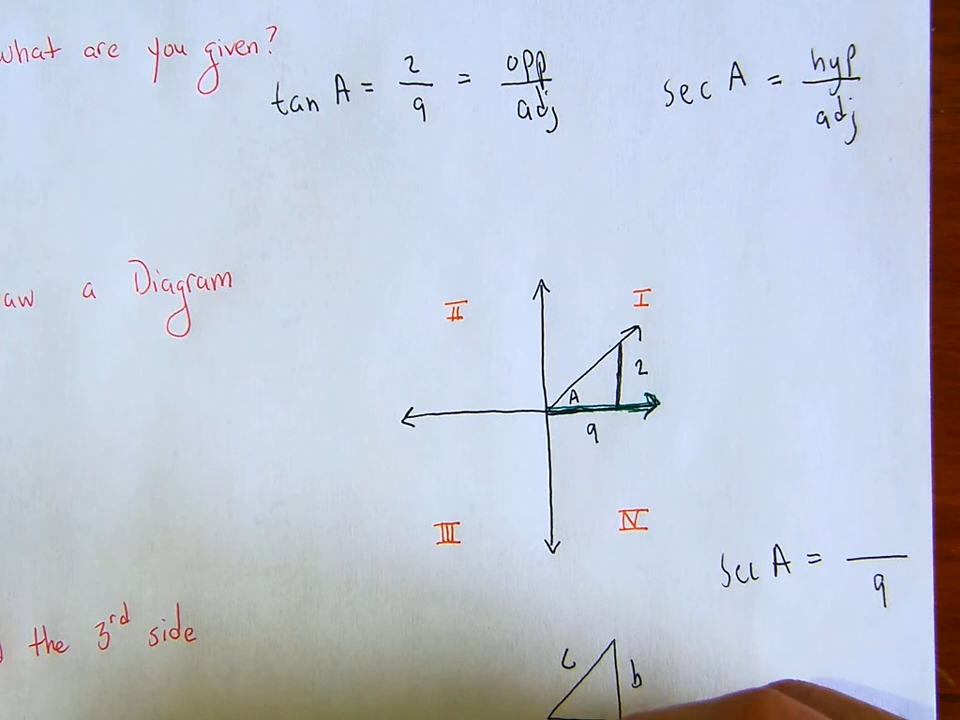 what are you given?
tan A = 2/9 = opp/adj
sec A = hyp/adj
aw a Diagram
II
I
A
2
9
III
IV
sec A = __/9
the 3rd side
c
b